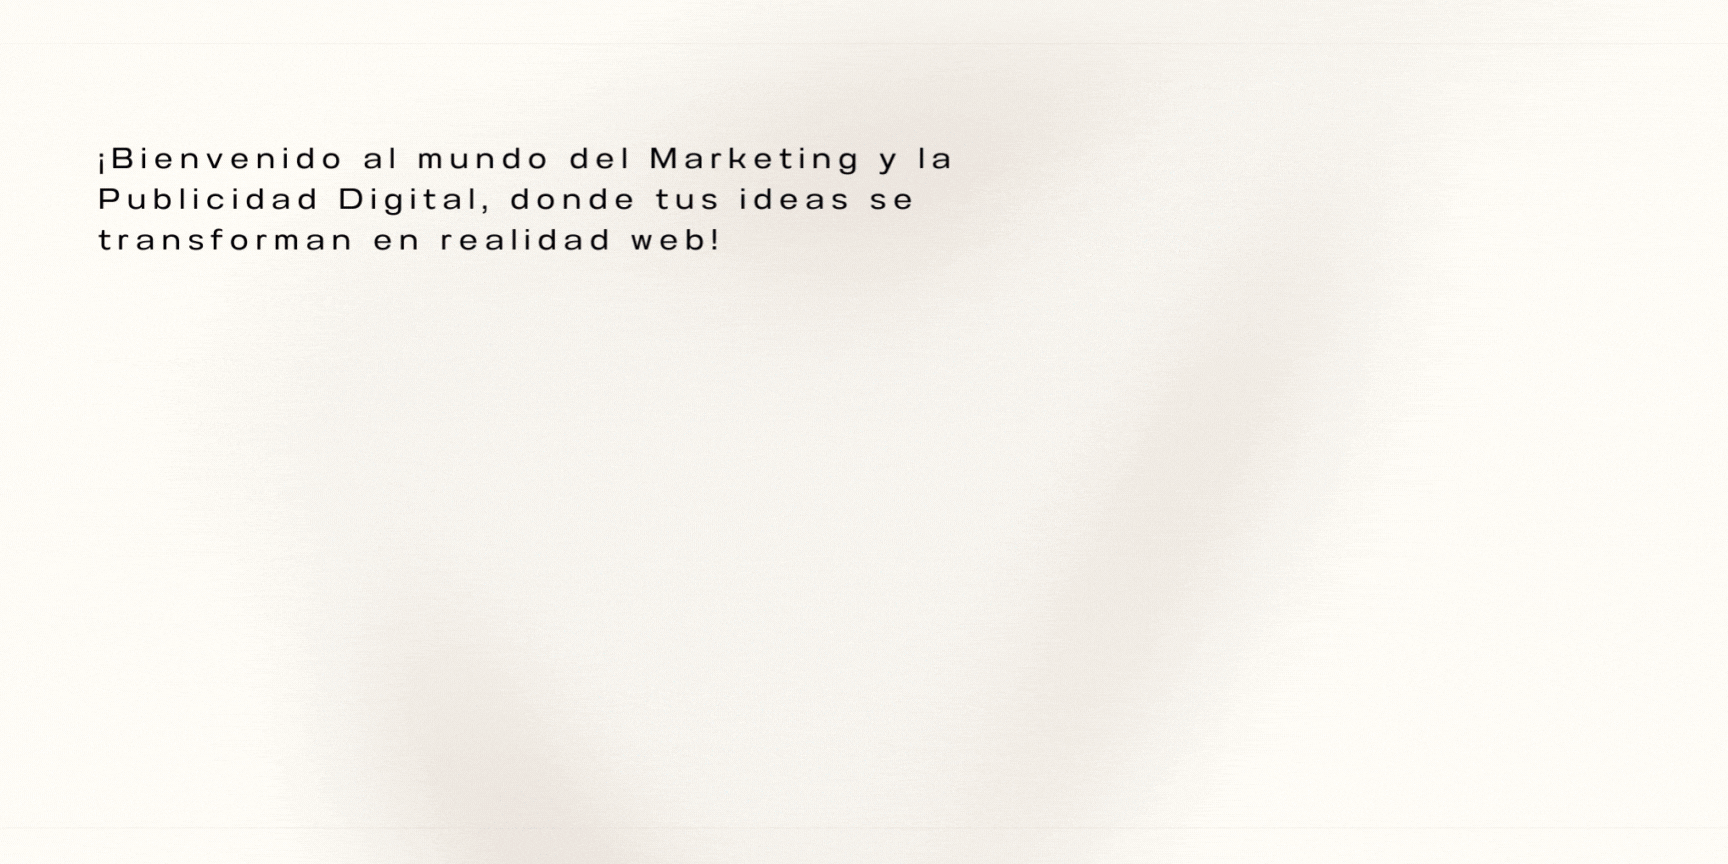 ¡Bienvenido al mundo del Marketing y la
Publicidad Digital, donde tus ideas se
transforman en realidad web!